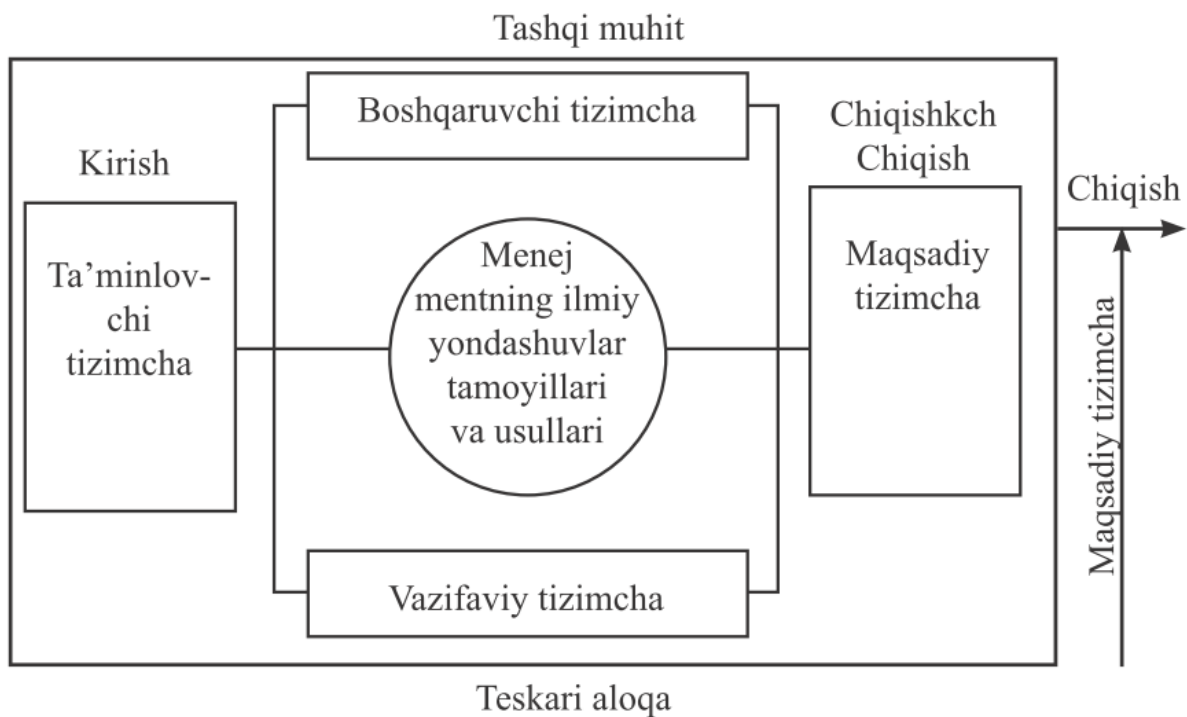 Tashqi muhit
Boshqaruvchi tizimcha
Chiqishkch
Chiqish
Kirish
Chiqish
Ta’minlov-
chi
tizimcha
Menej
mentning ilmiy
yondashuvlar
tamoyillari
va usullari
Maqsadiy
tizimcha
Maqsadiy tizimcha
Vazifaviy tizimcha
Teskari aloqa